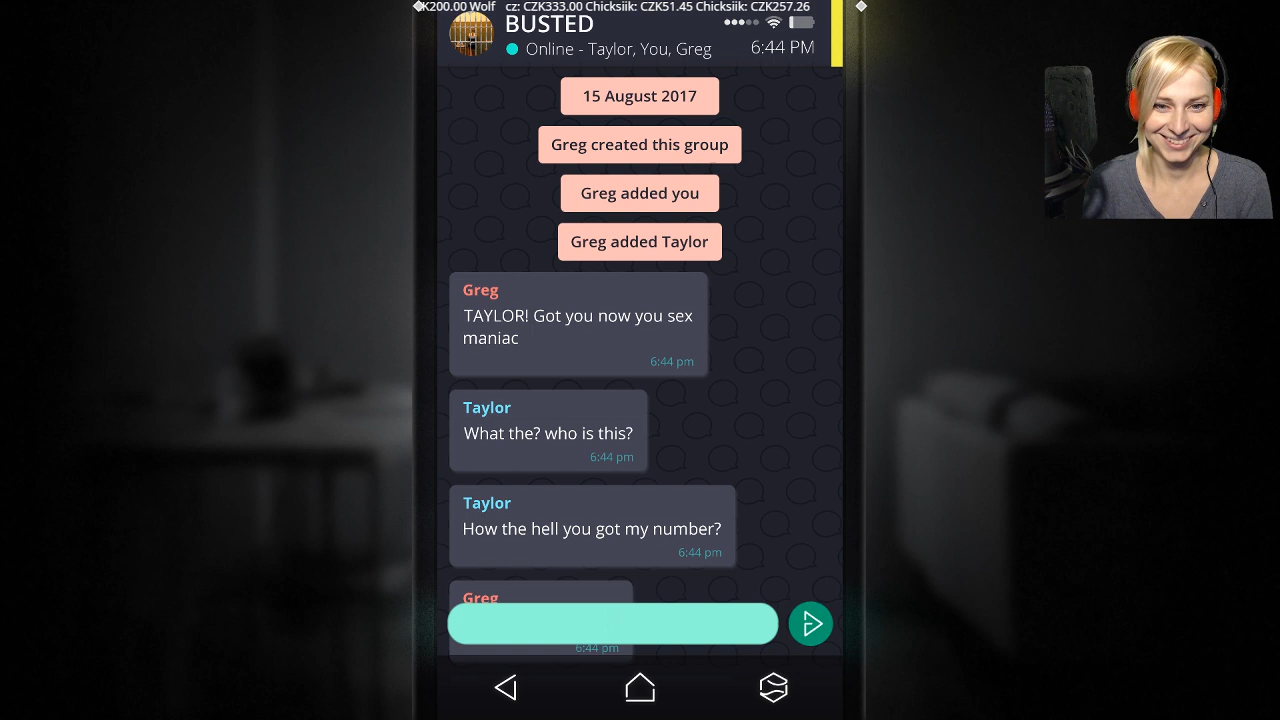 K200.00 Wolf cz: CZK333.00 Chicksiik: CZK51.45 Chicksiik: CZK257.26
BUSTED
Online - Taylor, You, Greg
6:44 PM
15 August 2017
Greg created this group
Greg added you
Greg added Taylor
Greg
TAYLOR! Got you now you sex
maniac
6:44 pm
Taylor
What the? who is this?
6:44 pm
Taylor
How the hell you got my number?
6:44 pm
Greg
6:44 pm